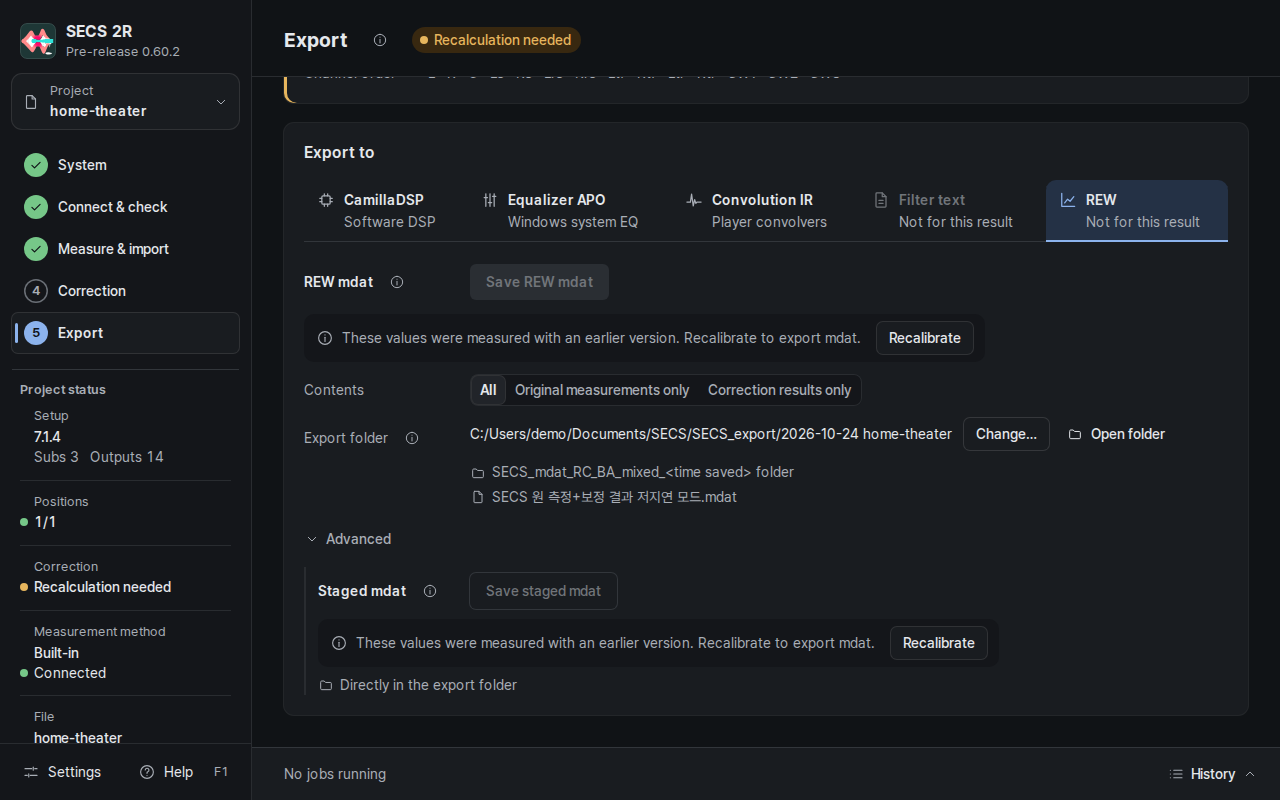 SECS 2R
Pre-release 0.60.2
Project
home-theater
System
Connect & check
Measure & import
4 Correction
5 Export
Project status
Setup
7.1.4
Subs 3 Outputs 14
Positions
1/1
Correction
Recalculation needed
Measurement method
Built-in
Connected
File
home-theater
Settings
Help F1
Export
Recalculation needed
Export to
CamillaDSP
Software DSP
Equalizer APO
Windows system EQ
Convolution IR
Player convolvers
Filter text
Not for this result
REW
Not for this result
REW mdat
Save REW mdat
These values were measured with an earlier version. Recalibrate to export mdat.
Recalibrate
Contents
All
Original measurements only
Correction results only
Export folder
C:/Users/demo/Documents/SECS/SECS_export/2026-10-24 home-theater
Change...
Open folder
SECS_mdat_RC_BA_mixed_<time saved> folder
SECS 원 측정+보정 결과 저지연 모드.mdat
Advanced
Staged mdat
Save staged mdat
These values were measured with an earlier version. Recalibrate to export mdat.
Recalibrate
Directly in the export folder
No jobs running
History